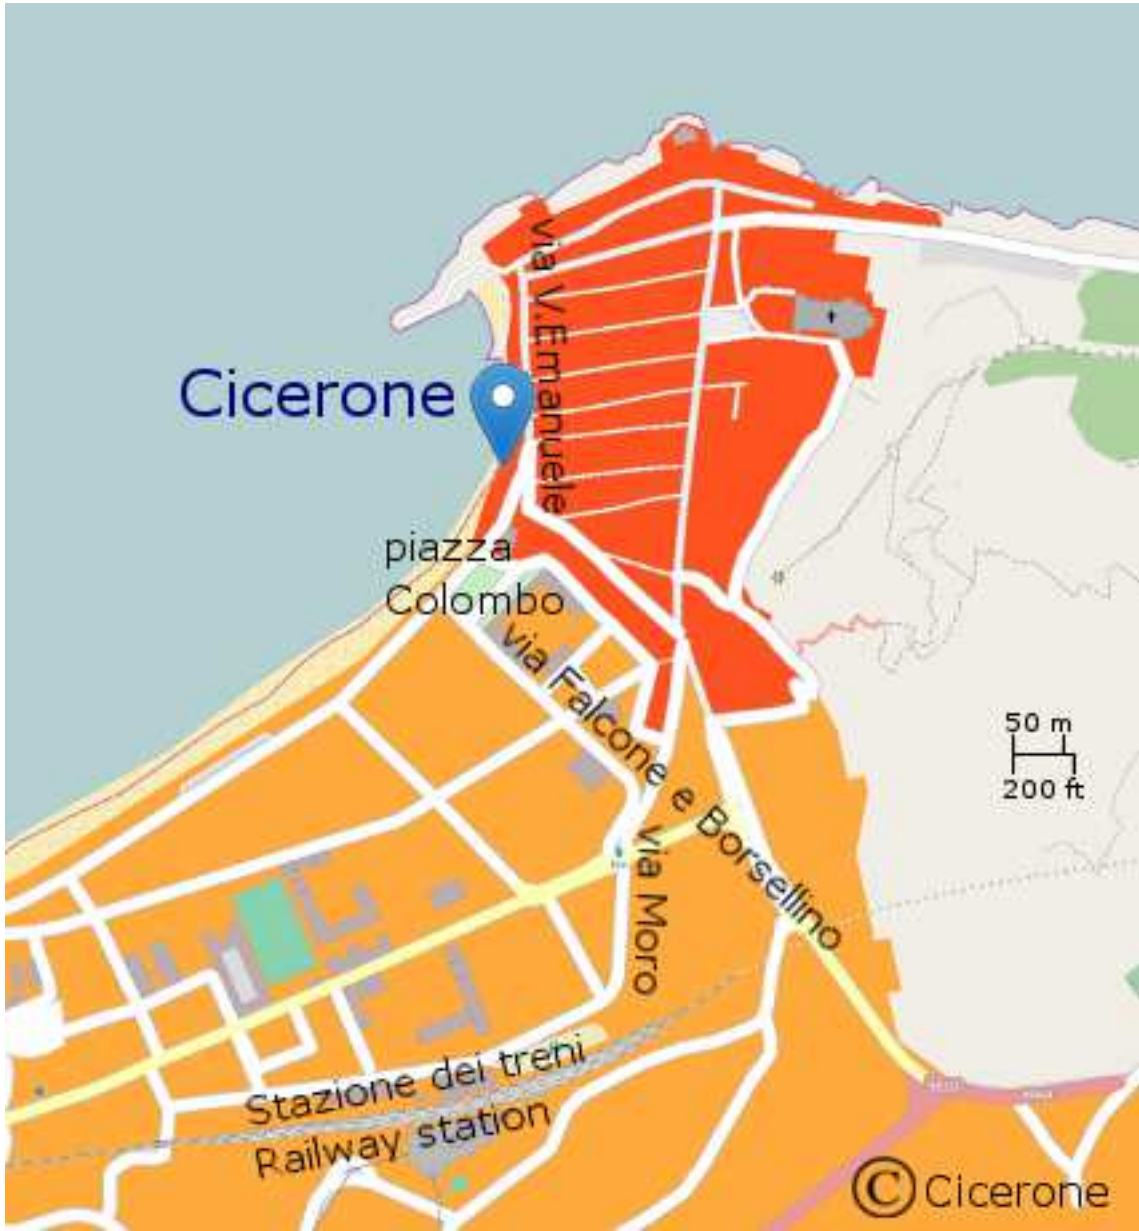 via V.Emanuele
Cicerone
piazza
Colombo
via Falcone e Borsellino
50 m
200 ft
via Moro
Stazione dei treni
Railway station
© Cicerone